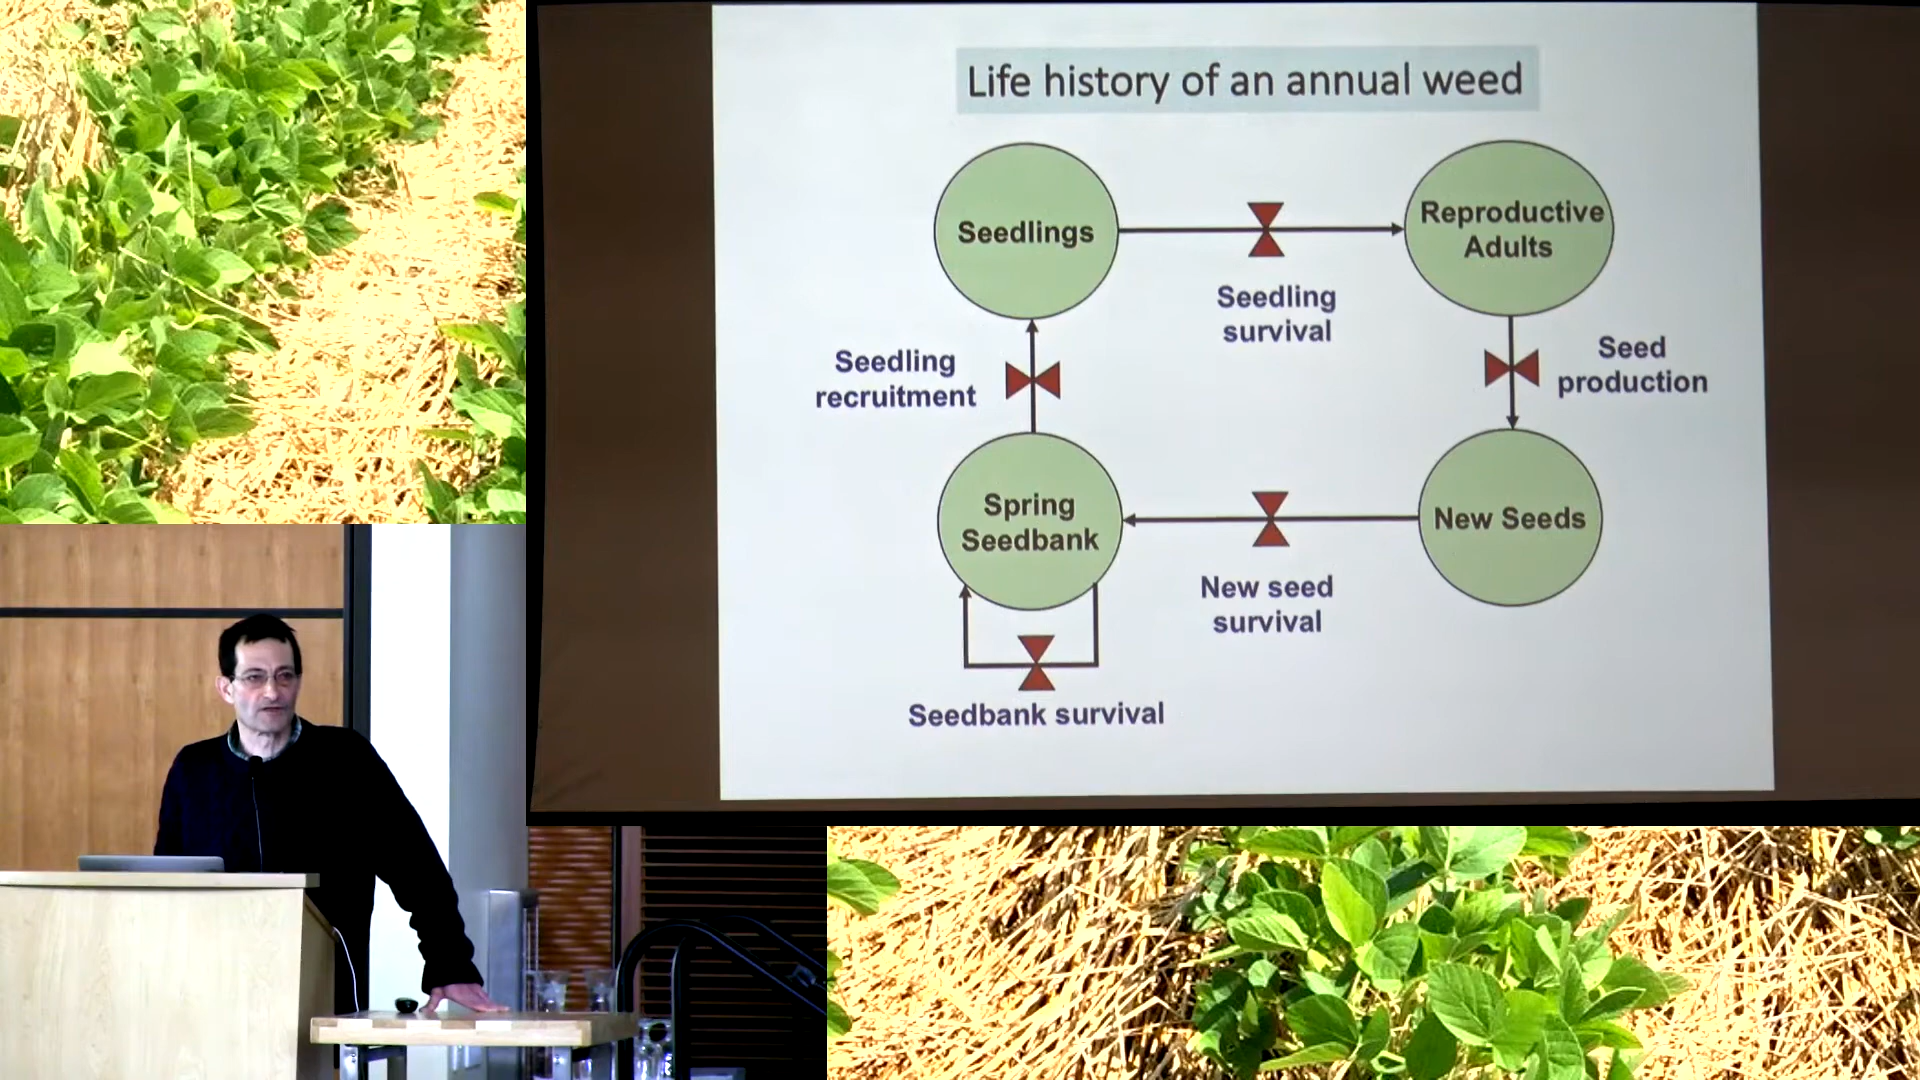 Life history of an annual weed
Seedlings
Reproductive
Adults
Seedling
survival
Seedling
recruitment
Seed
production
Spring
Seedbank
New Seeds
New seed
survival
Seedbank survival